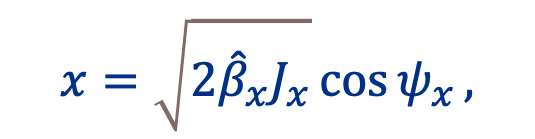 x = √(2β̂ₓJₓ) cos ψₓ ,